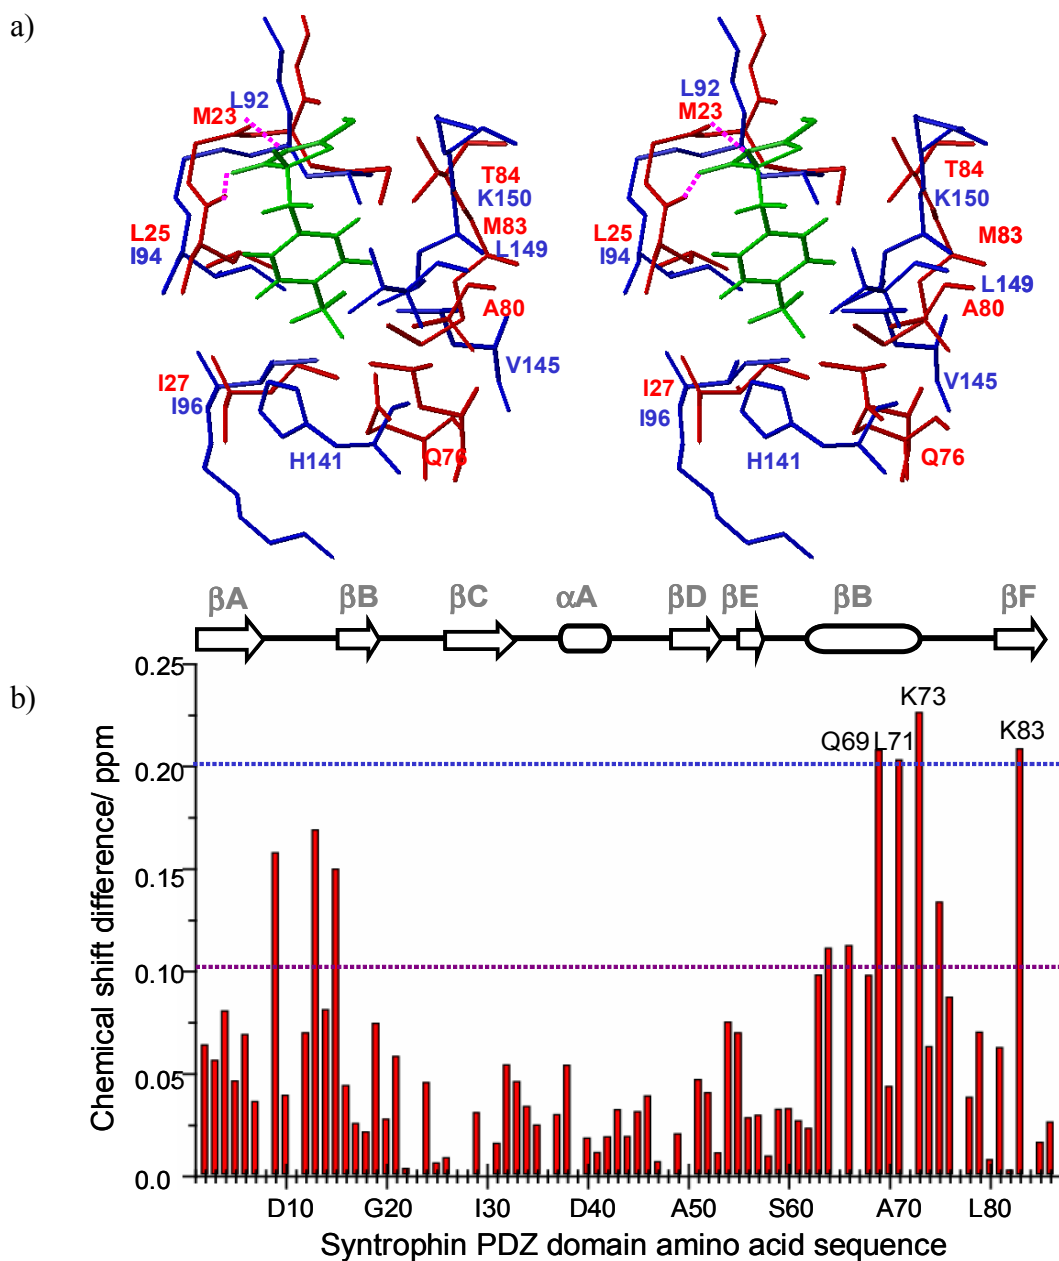 a)
L92
M23
T84
K150
M83
L149
L25
I94
A80
V145
I27
I96
H141
Q76
L92
M23
T84
K150
M83
L25
I94
L149
A80
V145
I27
I96
H141
Q76
βA βB βC αA βD βE βB βF
b)
0.25
0.20
0.15
0.10
0.05
0.0
Chemical shift difference/ ppm
K73
Q69 L71 K83
D10 G20 I30 D40 A50 S60 A70 L80
Syntrophin PDZ domain amino acid sequence